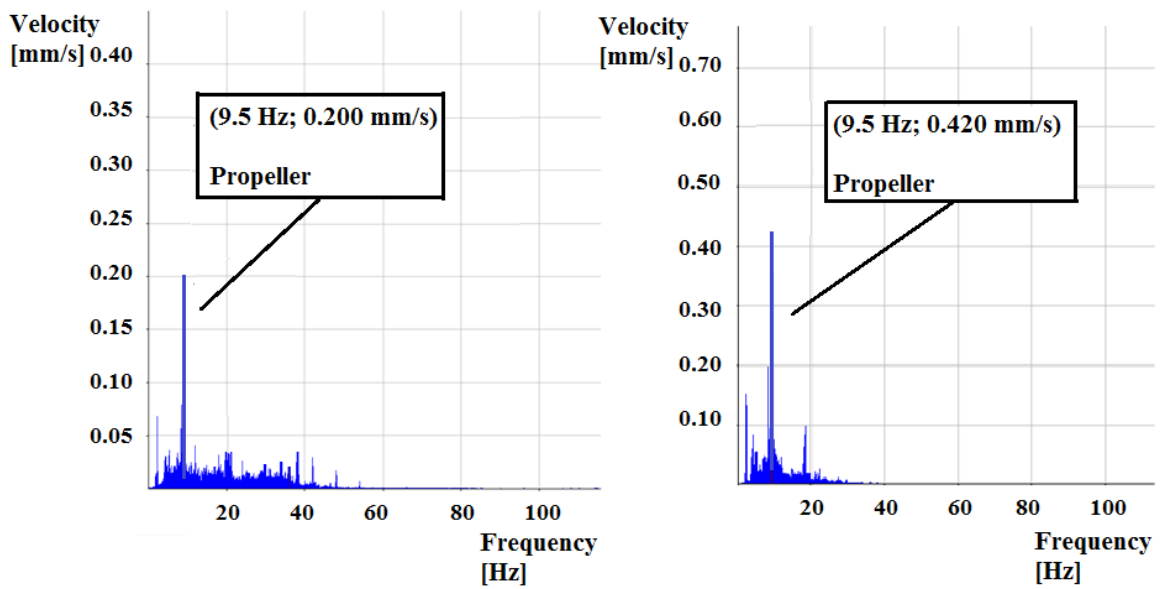 Velocity
[mm/s]
0.40
0.35
0.30
0.25
0.20
0.15
0.10
0.05
(9.5 Hz; 0.200 mm/s)
Propeller
20
40
60
80
100
Frequency
[Hz]
Velocity
[mm/s]
0.70
0.60
0.50
0.40
0.30
0.20
0.10
(9.5 Hz; 0.420 mm/s)
Propeller
20
40
60
80
100
Frequency
[Hz]